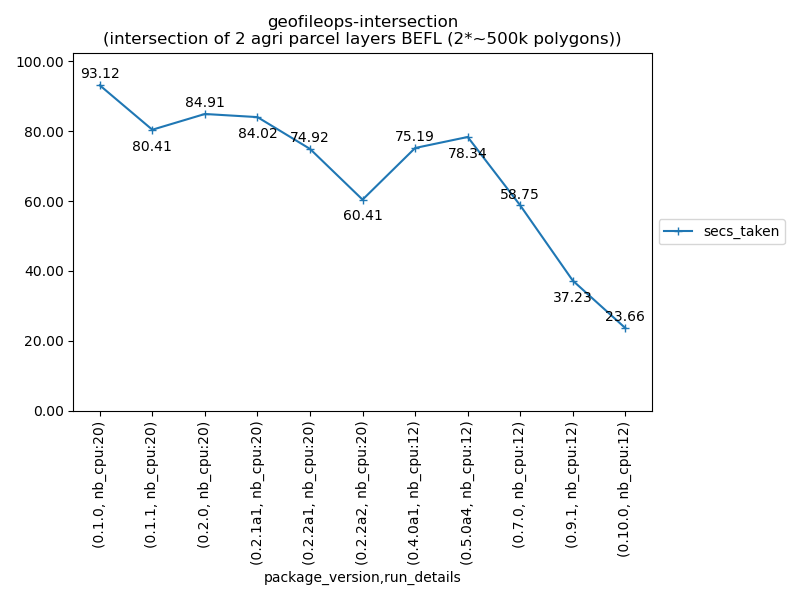 geofileops-intersection
(intersection of 2 agri parcel layers BEFL (2*~500k polygons))
100.00
80.00
60.00
40.00
20.00
0.00
93.12
80.41
84.91
84.02
74.92
60.41
75.19
78.34
58.75
37.23
23.66
secs_taken
(0.1.0, nb_cpu:20)
(0.1.1, nb_cpu:20)
(0.2.0, nb_cpu:20)
(0.2.1a1, nb_cpu:20)
(0.2.2a1, nb_cpu:20)
(0.2.2a2, nb_cpu:20)
(0.4.0a1, nb_cpu:12)
(0.5.0a4, nb_cpu:12)
(0.7.0, nb_cpu:12)
(0.9.1, nb_cpu:12)
(0.10.0, nb_cpu:12)
package_version,run_details